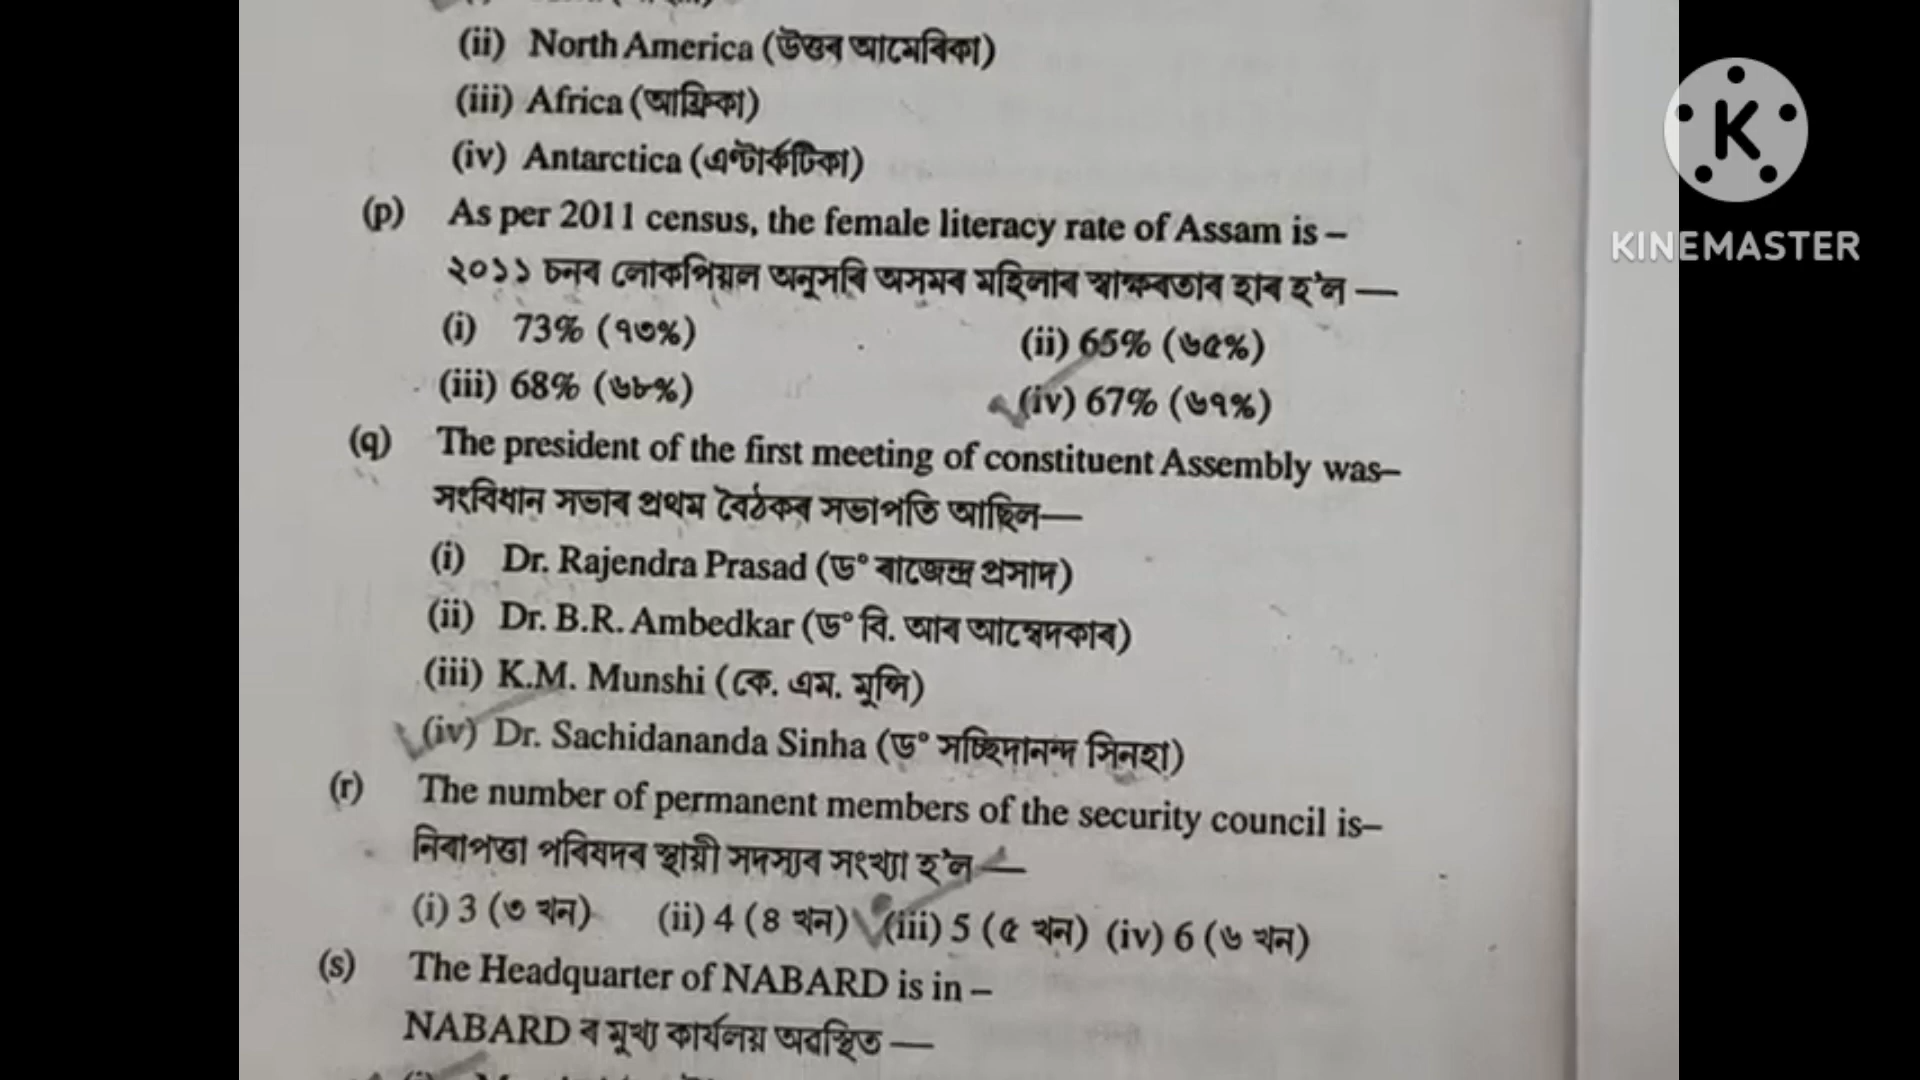 (ii) North America (উত্তৰ আমেৰিকা)
(iii) Africa (আফ্ৰিকা)
(iv) Antarctica (এণ্টাৰ্কটিকা)
(p) As per 2011 census, the female literacy rate of Assam is –
২০১১ চনৰ লোকপিয়ল অনুসৰি অসমৰ মহিলাৰ স্বাক্ষৰতাৰ হাৰ হ'ল —
(i) 73% (৭৩%) (ii) 65% (৬৫%)
(iii) 68% (৬৮%) (iv) 67% (৬৭%)
(q) The president of the first meeting of constituent Assembly was–
সংবিধান সভাৰ প্ৰথম বৈঠকৰ সভাপতি আছিল—
(i) Dr. Rajendra Prasad (ড° ৰাজেন্দ্ৰ প্ৰসাদ)
(ii) Dr. B.R. Ambedkar (ড° বি. আৰ আম্বেদকাৰ)
(iii) K.M. Munshi (কে. এম. মুন্সি)
(iv) Dr. Sachidananda Sinha (ড° সচ্ছিদানন্দ সিনহা)
(r) The number of permanent members of the security council is–
নিৰাপত্তা পৰিষদৰ স্থায়ী সদস্যৰ সংখ্যা হ'ল —
(i) 3 (৩ খন) (ii) 4 (৪ খন) (iii) 5 (৫ খন) (iv) 6 (৬ খন)
(s) The Headquarter of NABARD is in –
NABARD ৰ মুখ্য কাৰ্যলয় অৱস্থিত —
K
KINEMASTER